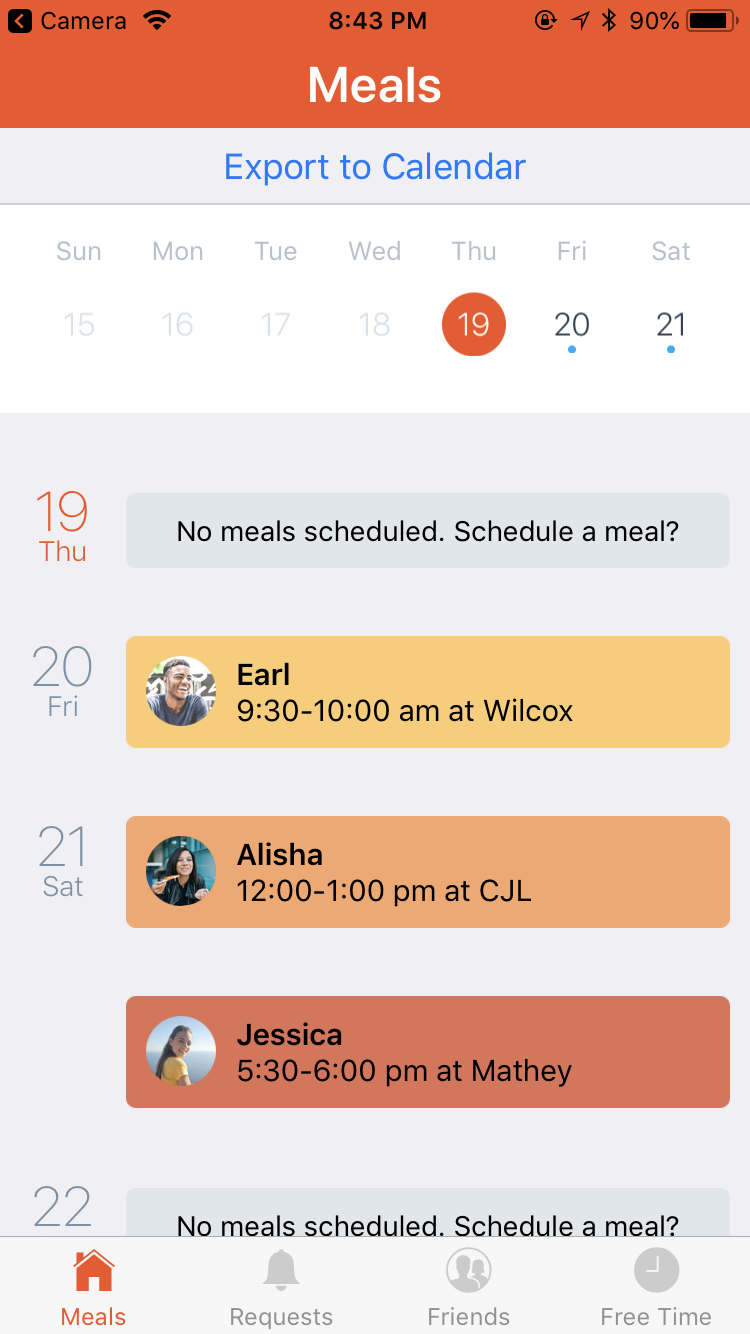 Camera 8:43 PM 90%
Meals
Export to Calendar
Sun Mon Tue Wed Thu Fri Sat
15 16 17 18 19 20 21
19
Thu
No meals scheduled. Schedule a meal?
20
Fri
Earl
9:30-10:00 am at Wilcox
21
Sat
Alisha
12:00-1:00 pm at CJL
Jessica
5:30-6:00 pm at Mathey
22
No meals scheduled. Schedule a meal?
Meals Requests Friends Free Time